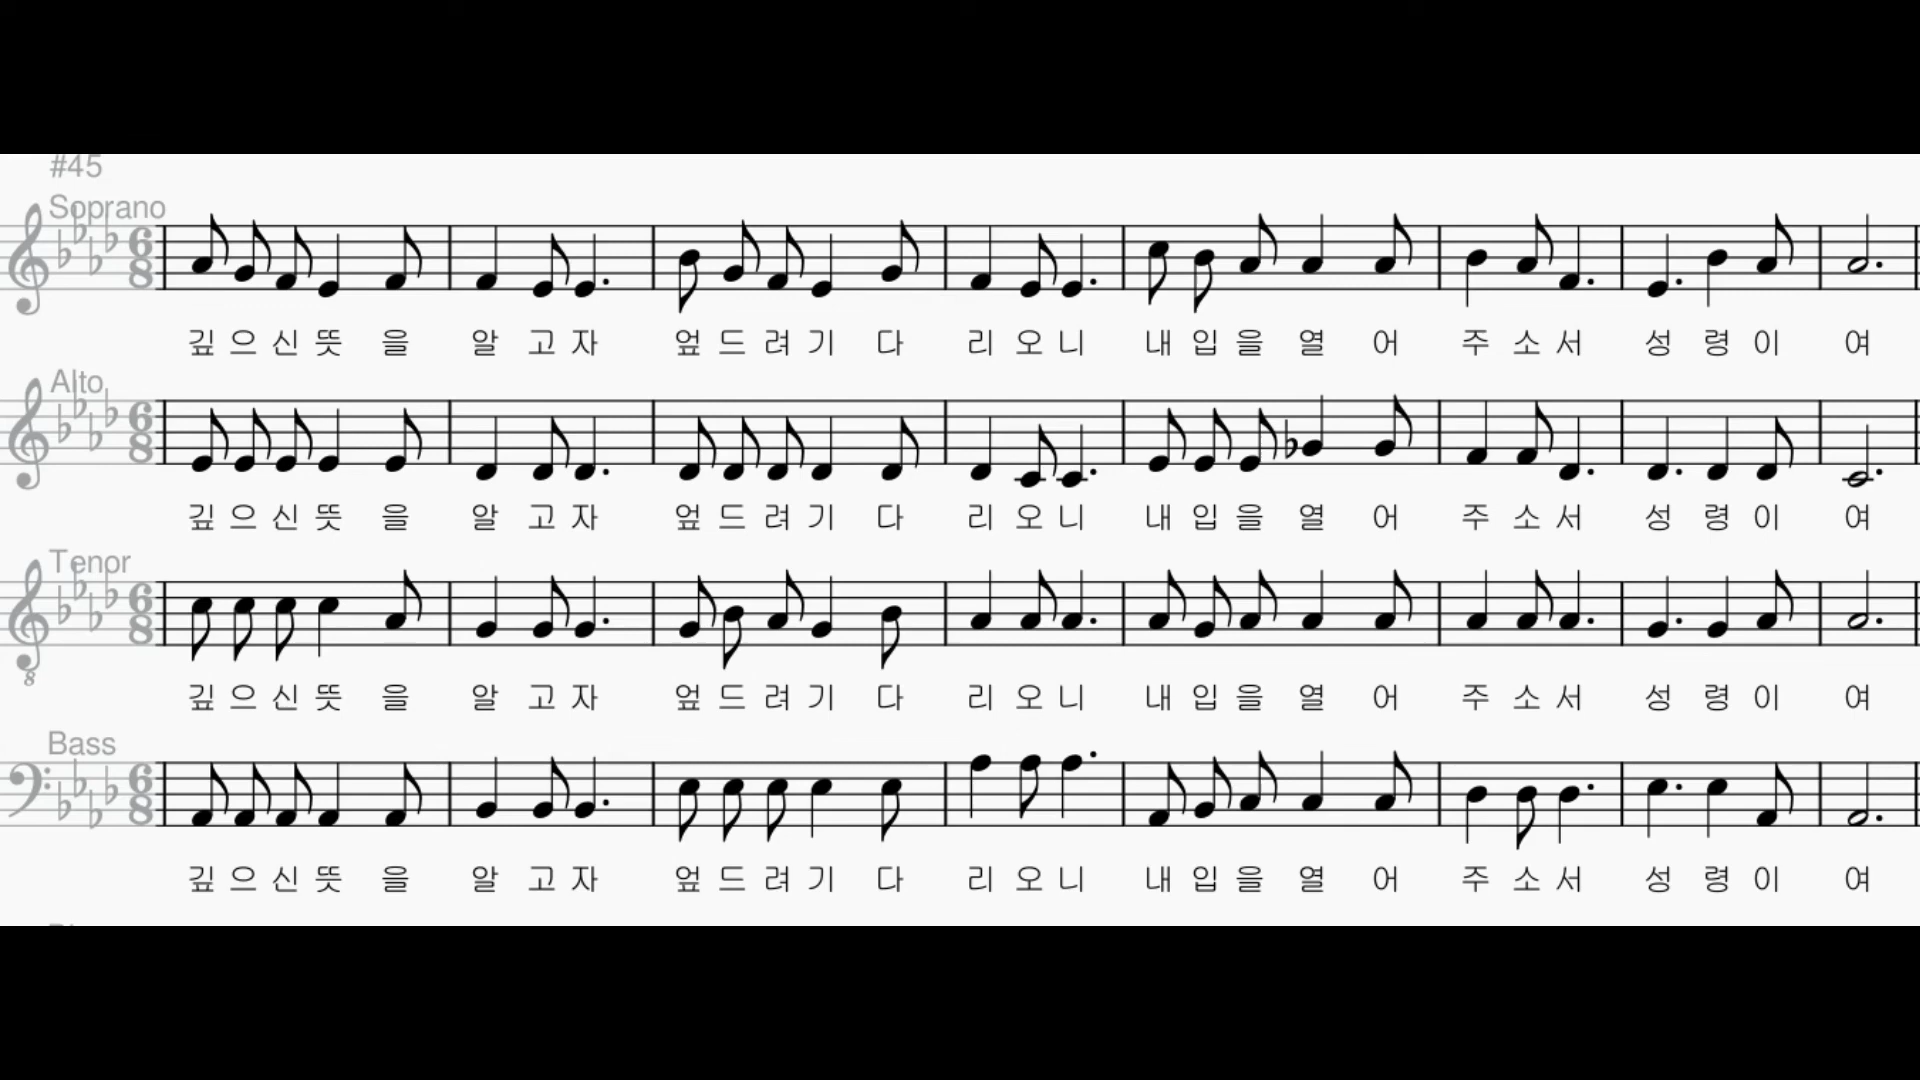 #45
Soprano
깊으신뜻을 알고자 엎드려기다 리오니 내입을열어 주소서 성령이 여
Alto
깊으신뜻을 알고자 엎드려기다 리오니 내입을열어 주소서 성령이 여
Tenor
깊으신뜻을 알고자 엎드려기다 리오니 내입을열어 주소서 성령이 여
8
Bass
깊으신뜻을 알고자 엎드려기다 리오니 내입을열어 주소서 성령이 여